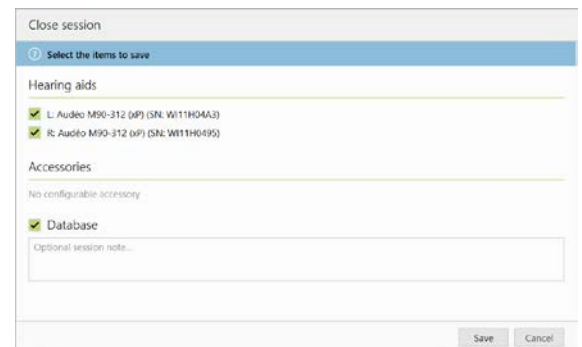 Close session
Select the items to save
Hearing aids
L: Audéo M90-312 (xP) (SN: WI11H04A3)
R: Audéo M90-312 (xP) (SN: WI11H0495)
Accessories
No configurable accessory
Database
Optional session note...
Save Cancel